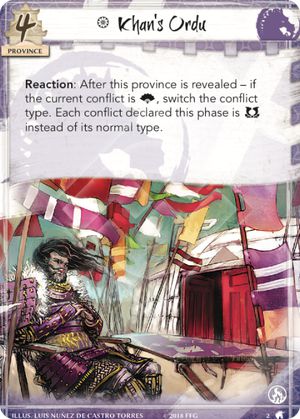 4
PROVINCE
Khan's Ordu
Reaction: After this province is revealed – if
the current conflict is , switch the conflict
type. Each conflict declared this phase is
instead of its normal type.
ILLUS. LUIS NUÑEZ DE CASTRO TORRES
©2018 FFG
2